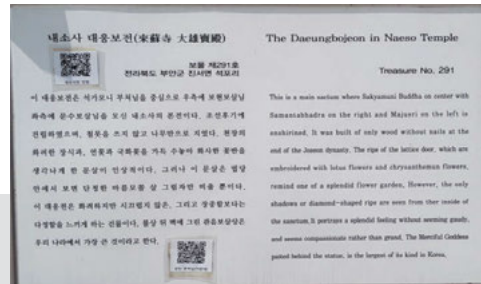 내소사 대웅보전(來蘇寺 大雄寶殿)
보물 제291호
전라북도 부안군 진서면 석포리
이 대웅보전은 석가모니 부처님을 중심으로 우측에 보현보살님
좌측에 문수보살님을 모신 내소사의 본전이다. 조선후기에
건립하였으며, 쇠못을 쓰지 않고 나무만으로 지었다. 천장의
화려한 장식과, 연꽃과 국화꽃을 가득 수놓아 화사한 꽃반을
생각나게 한 문살이 인상적이다. 그러나 이 문살은 법당
안에서 보면 단정한 마름모꼴 살 그림자만 비출 뿐이다.
이 대웅전은 화려하지만 시끄럽지 않은, 그리고 장중함보다는
다정함을 느끼게 하는 건물이다. 불상 뒤 벽에 그린 관음보살상은
우리 나라에서 가장 큰 것이라고 한다.
The Daeungbojeon in Naeso Temple
Treasure No. 291
This is a main sactum where Sakyamuni Buddha on center with
Samantabhadra on the right and Majusri on the left is
enshirined. It was built of only wood without nails at the
end of the Joseon dynasty. The ripe of the lattice door, which are
embroidered with lotus flowers and chrysanthemum flowers,
remind one of a splendid flower garden, However, the only
shadows or diamond-shaped rips are seen from ther inside of
the sanctum. It portrays a splendid feeling without seeming gaudy,
and seems compassionate rather than grand. The Merciful Goddess
pasted behind the statue, is the largest of its kind in Korea.